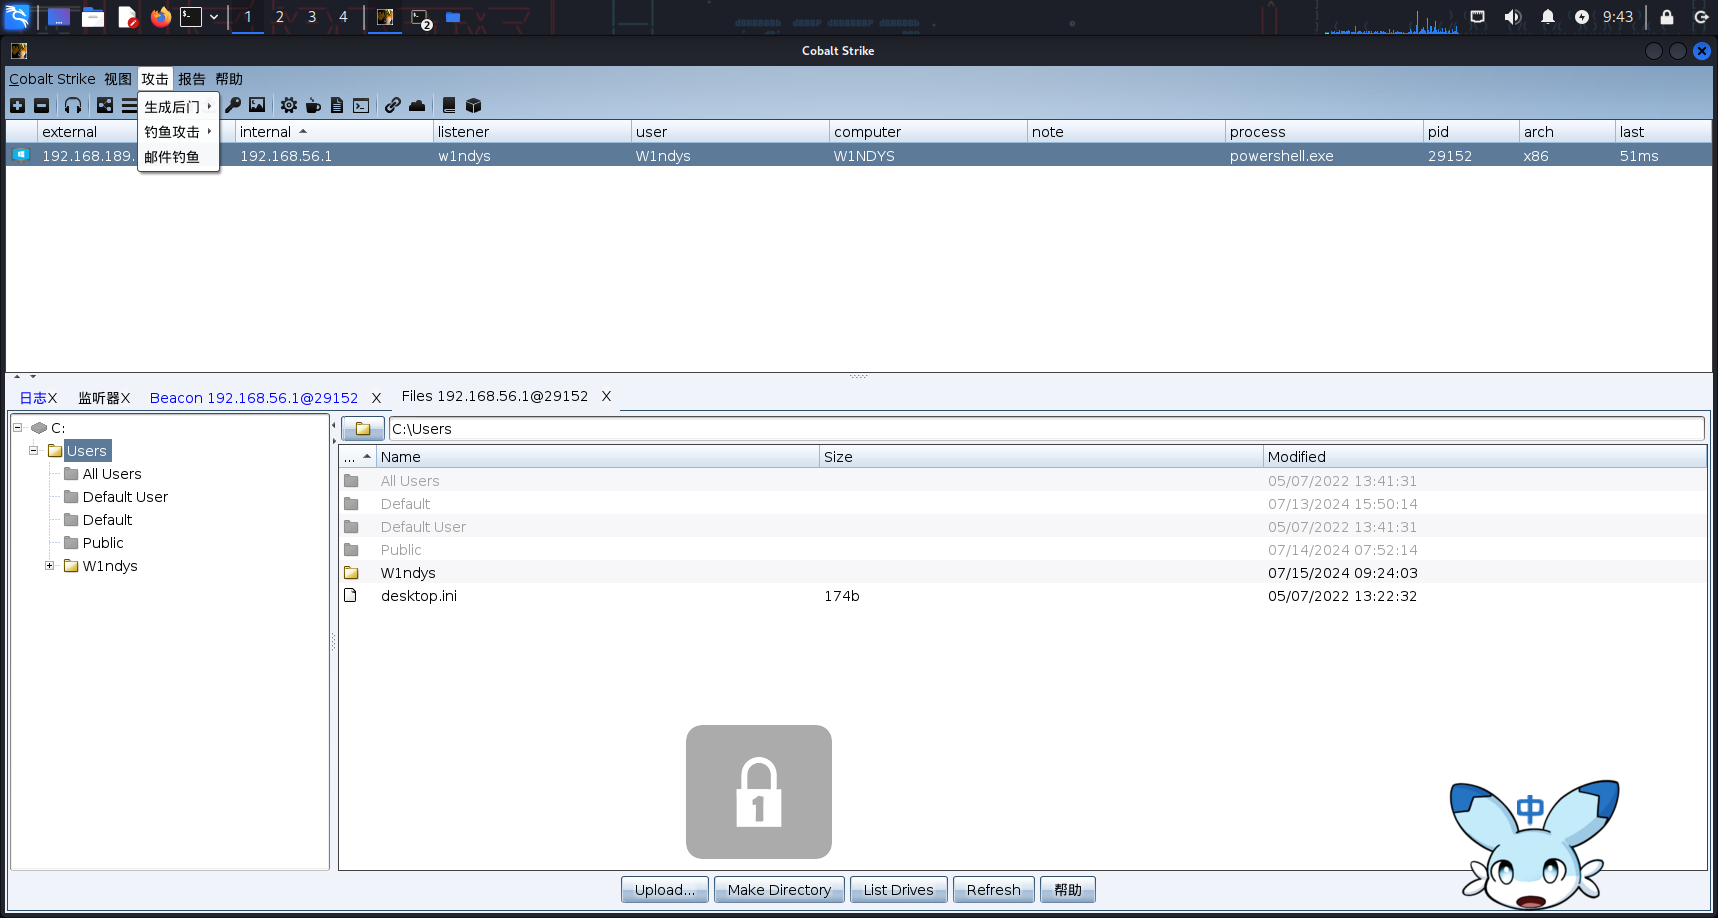 1 2 3 4 2 9:43
Cobalt Strike
Cobalt Strike 视图 攻击 报告 帮助
生成后门
钓鱼攻击
邮件钓鱼
external internal listener user computer note process pid arch last
192.168.189. 192.168.56.1 w1ndys W1ndys W1NDYS powershell.exe 29152 x86 51ms
日志X 监听器X Beacon 192.168.56.1@29152 X Files 192.168.56.1@29152 X
C:
Users
All Users
Default User
Default
Public
W1ndys
C:\Users
... Name Size Modified
All Users 05/07/2022 13:41:31
Default 07/13/2024 15:50:14
Default User 05/07/2022 13:41:31
Public 07/14/2024 07:52:14
W1ndys 07/15/2024 09:24:03
desktop.ini 174b 05/07/2022 13:22:32
1
中
Upload... Make Directory List Drives Refresh 帮助